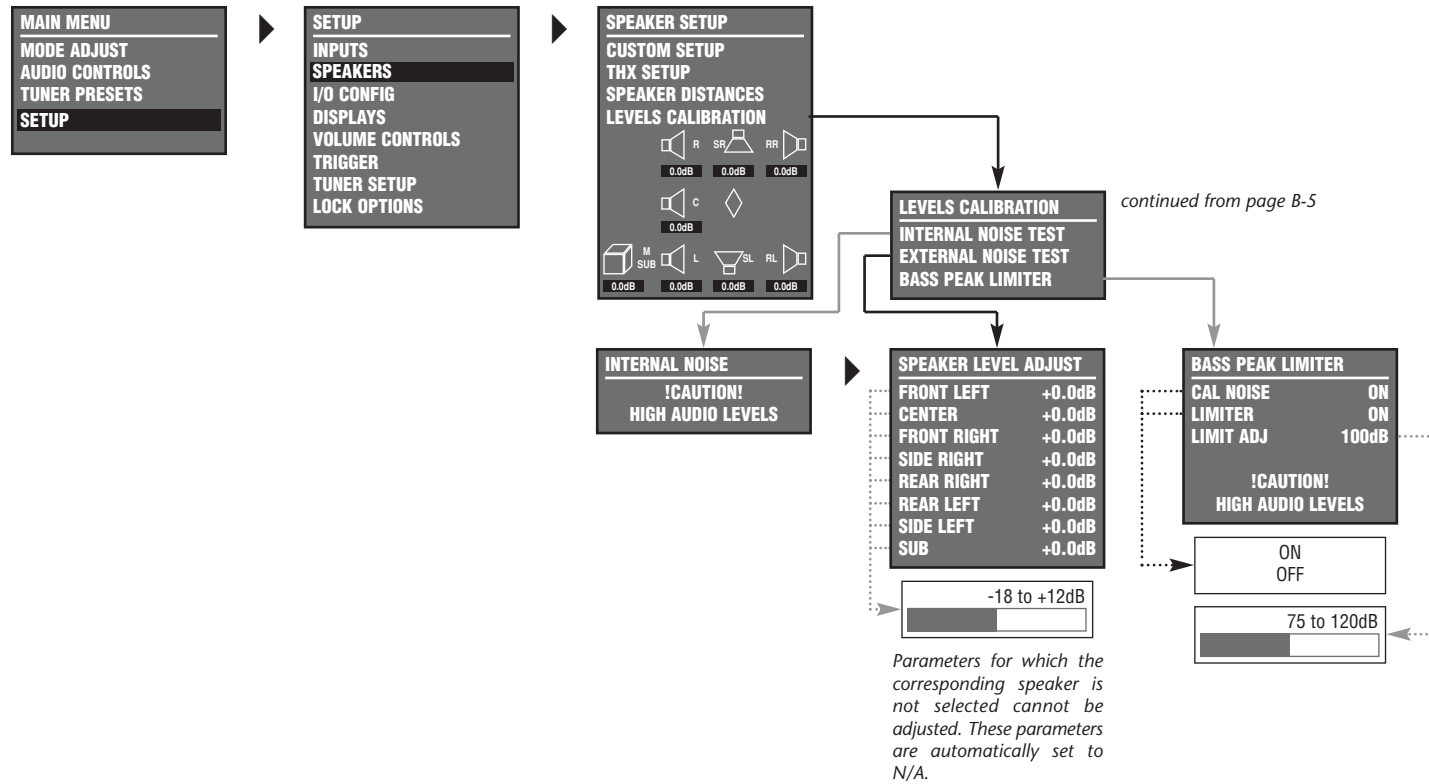 MAIN MENU
MODE ADJUST
AUDIO CONTROLS
TUNER PRESETS
SETUP
SETUP
INPUTS
SPEAKERS
I/O CONFIG
DISPLAYS
VOLUME CONTROLS
TRIGGER
TUNER SETUP
LOCK OPTIONS
SPEAKER SETUP
CUSTOM SETUP
THX SETUP
SPEAKER DISTANCES
LEVELS CALIBRATION
R SR RR
0.0dB 0.0dB 0.0dB
C
0.0dB
M
SUB L SL RL
0.0dB 0.0dB 0.0dB 0.0dB
LEVELS CALIBRATION
INTERNAL NOISE TEST
EXTERNAL NOISE TEST
BASS PEAK LIMITER
continued from page B-5
INTERNAL NOISE
!CAUTION!
HIGH AUDIO LEVELS
SPEAKER LEVEL ADJUST
FRONT LEFT +0.0dB
CENTER +0.0dB
FRONT RIGHT +0.0dB
SIDE RIGHT +0.0dB
REAR RIGHT +0.0dB
REAR LEFT +0.0dB
SIDE LEFT +0.0dB
SUB +0.0dB
-18 to +12dB
Parameters for which the
corresponding speaker is
not selected cannot be
adjusted. These parameters
are automatically set to
N/A.
BASS PEAK LIMITER
CAL NOISE ON
LIMITER ON
LIMIT ADJ 100dB
!CAUTION!
HIGH AUDIO LEVELS
ON
OFF
75 to 120dB